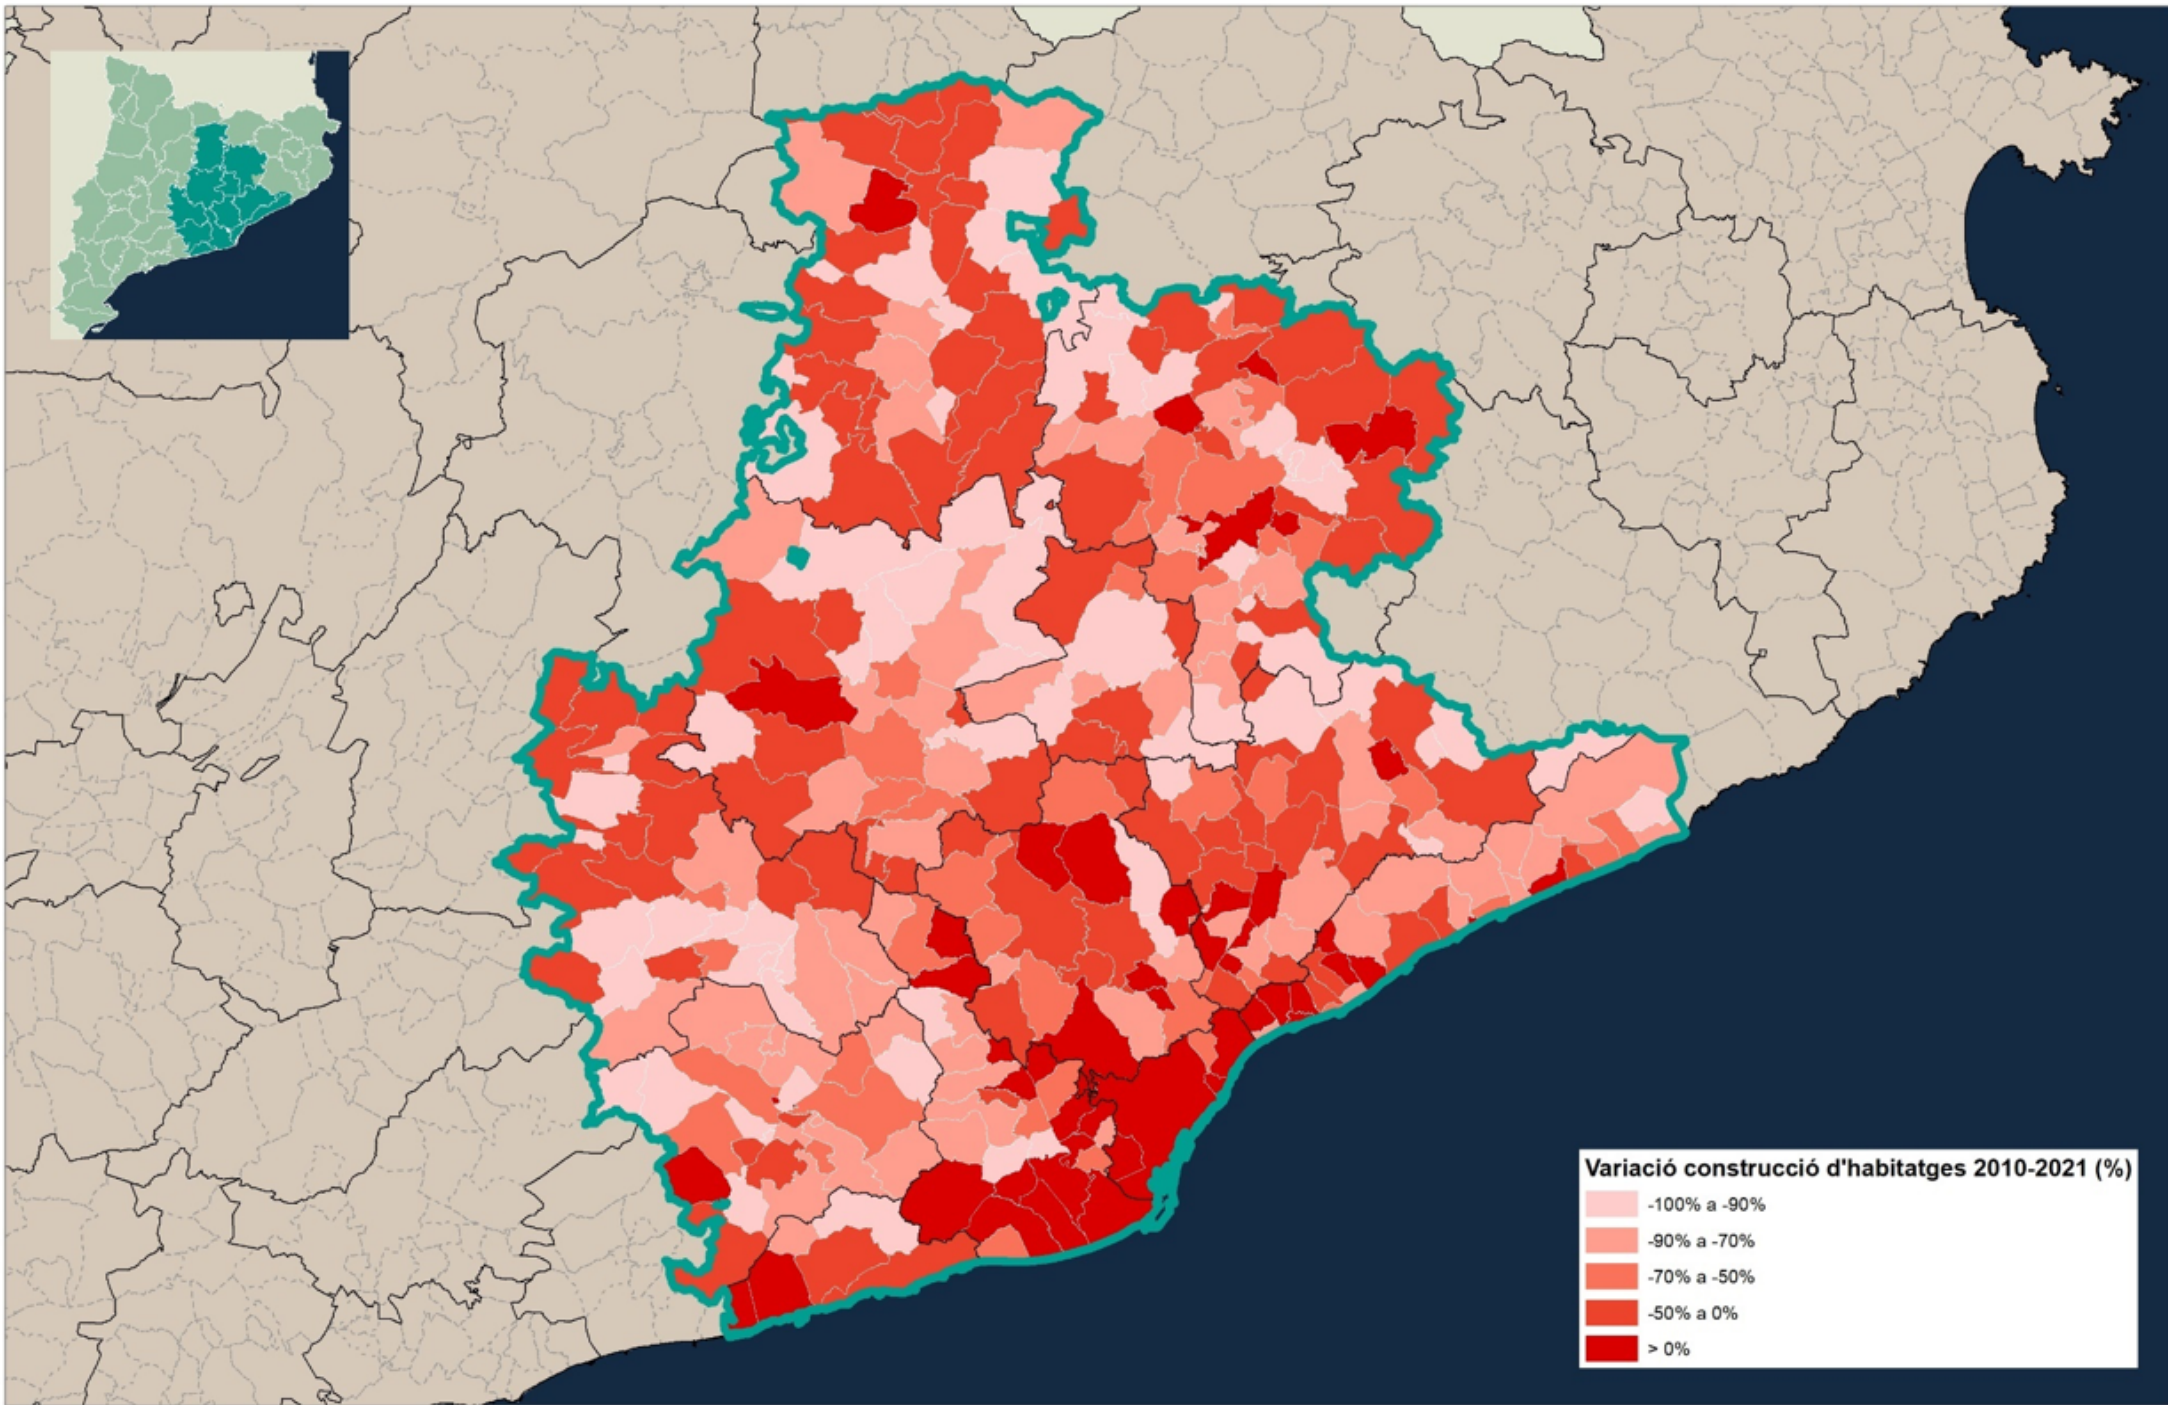 Variació construcció d'habitatges 2010-2021 (%)
-100% a -90%
-90% a -70%
-70% a -50%
-50% a 0%
> 0%